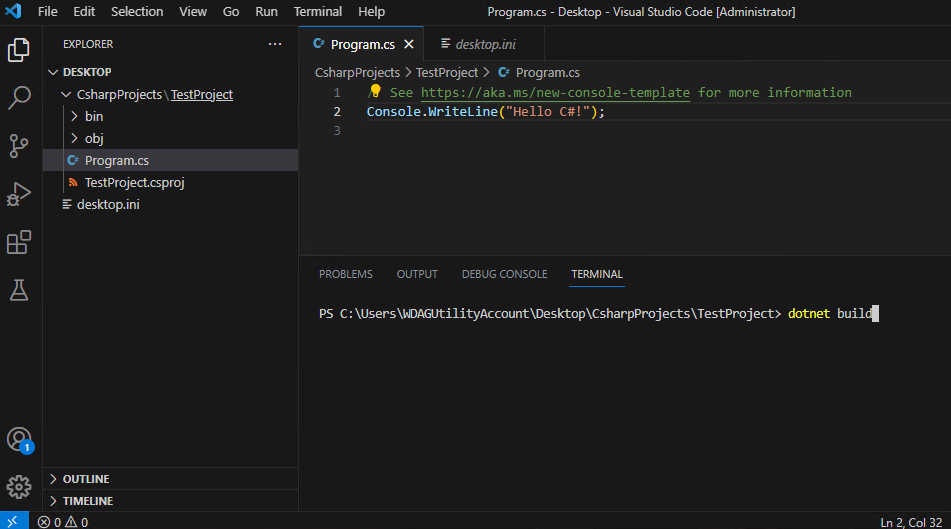 File Edit Selection View Go Run Terminal Help Program.cs - Desktop - Visual Studio Code [Administrator]
EXPLORER ...
Program.cs desktop.ini
DESKTOP
CsharpProjects > TestProject > Program.cs
CsharpProjects\TestProject
bin
obj
Program.cs
TestProject.csproj
desktop.ini
1 / See https://aka.ms/new-console-template for more information
2 Console.WriteLine("Hello C#!");
3
PROBLEMS OUTPUT DEBUG CONSOLE TERMINAL
PS C:\Users\WDAGUtilityAccount\Desktop\CsharpProjects\TestProject> dotnet build
1
OUTLINE
TIMELINE
0 0 Ln 2, Col 32